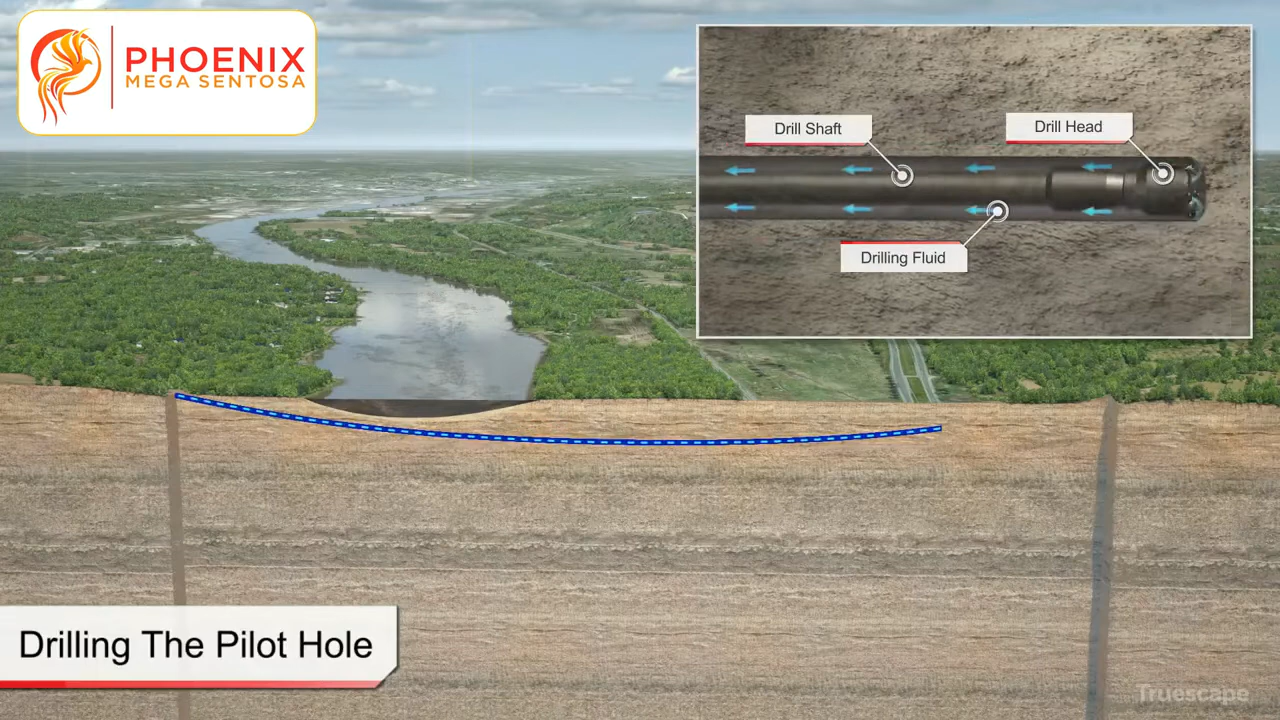 PHOENIX
MEGA SENTOSA
Drill Shaft
Drill Head
Drilling Fluid
Drilling The Pilot Hole
Truescape